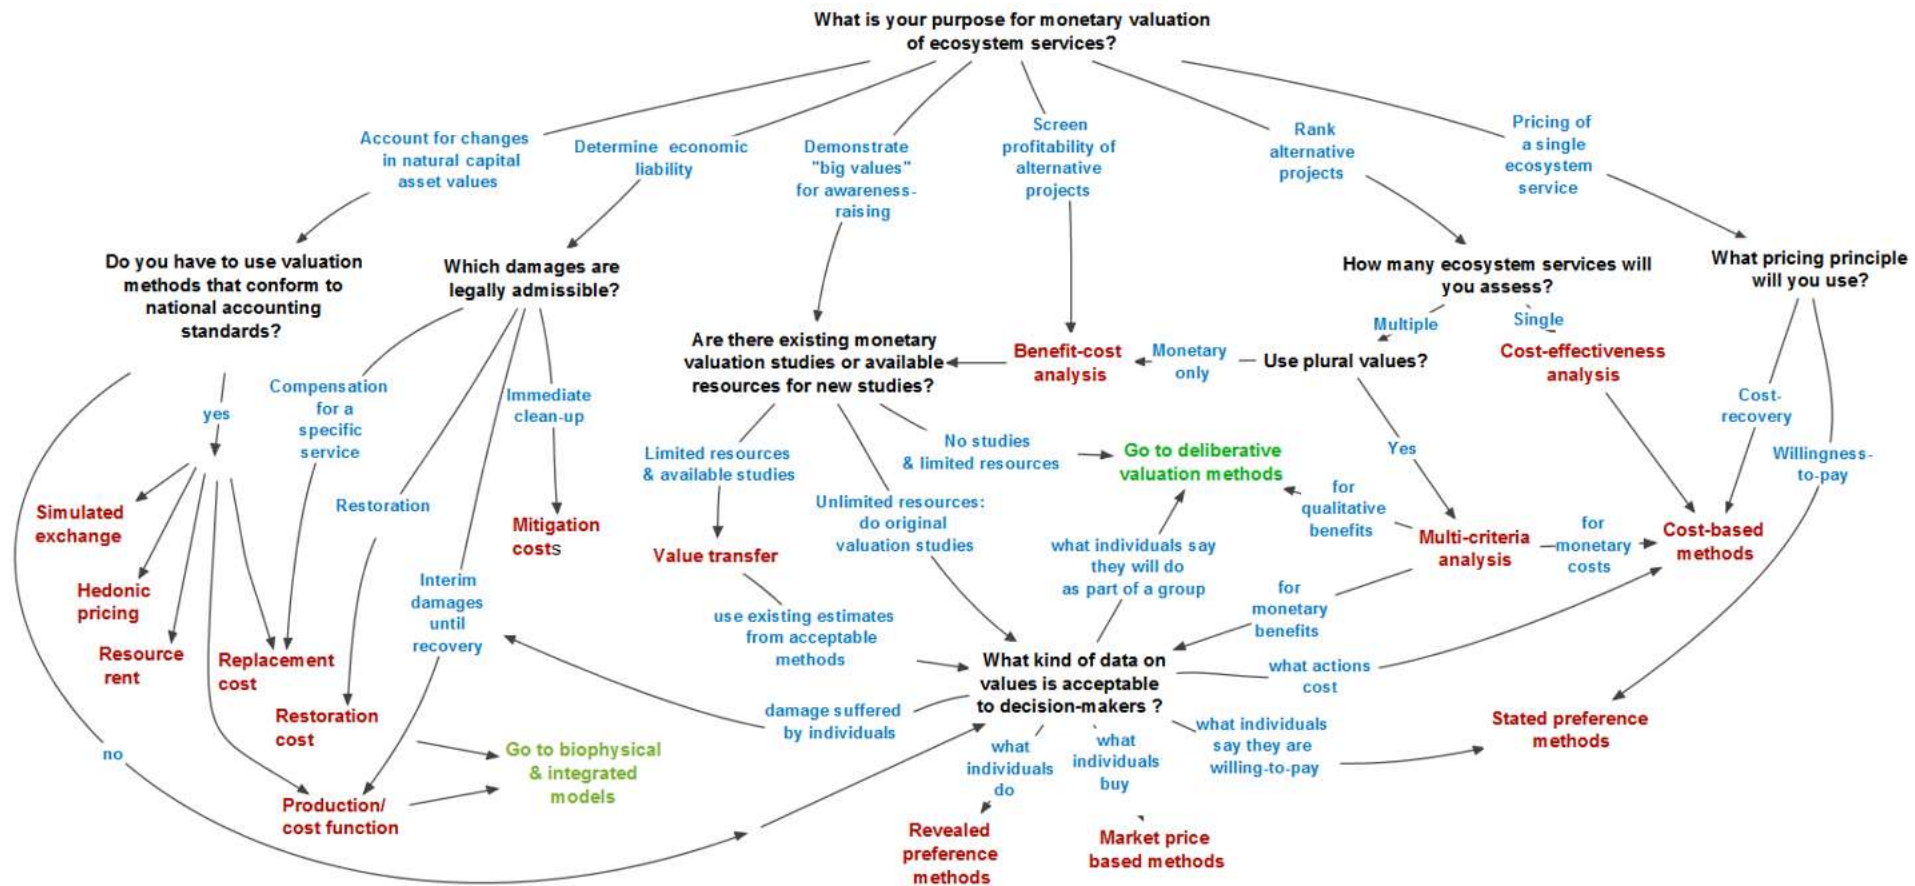 What is your purpose for monetary valuation
of ecosystem services?
Account for changes
in natural capital
asset values
Determine economic
liability
Demonstrate
"big values"
for awareness-
raising
Screen
profitability of
alternative
projects
Rank
alternative
projects
Pricing of
a single
ecosystem
service
Do you have to use valuation
methods that conform to
national accounting
standards?
Which damages are
legally admissible?
How many ecosystem services will
you assess?
What pricing principle
will you use?
Multiple
Single
Are there existing monetary
valuation studies or available
resources for new studies?
Benefit-cost
analysis
Monetary
only
Use plural values?
Cost-effectiveness
analysis
yes
Compensation
for a
specific
service
Immediate
clean-up
Cost-
recovery
Limited resources
& available studies
No studies
& limited resources
Go to deliberative
valuation methods
Yes
Willingness-
to-pay
Simulated
exchange
Restoration
Mitigation
costs
Value transfer
Unlimited resources:
do original
valuation studies
for
qualitative
benefits
Multi-criteria
analysis
for
monetary
costs
Cost-based
methods
what individuals say
they will do
as part of a group
Hedonic
pricing
Interim
damages
until
recovery
use existing estimates
from acceptable
methods
for
monetary
benefits
Resource
rent
Replacement
cost
What kind of data on
values is acceptable
to decision-makers ?
what actions
cost
Restoration
cost
damage suffered
by individuals
what individuals
say they are
willing-to-pay
Stated preference
methods
no
Go to biophysical
& integrated
models
what
individuals
do
what
individuals
buy
Production/
cost function
Revealed
preference
methods
Market price
based methods